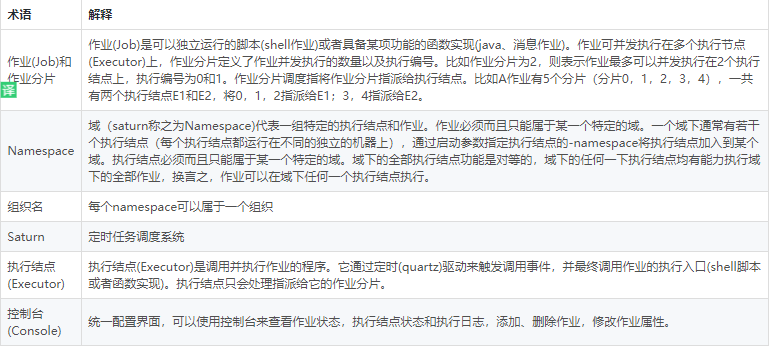 术语 解释
作业(Job)是可以独立运行的脚本(shell作业)或者具备某项功能的函数实现(java、消息作业)。作业可并发执行在多个执行节点
作业(Job)和 (Executor)上，作业分片定义了作业并发执行的数量以及执行编号。比如作业分片为2，则表示作业最多可以并发执行在2个执行
作业分片 结点上，执行编号为0和1。作业分片调度指将作业分片指派给执行结点。比如A作业有5个分片（分片0，1，2，3，4），一共
译 有两个执行结点E1和E2，将0，1，2指派给E1；3，4指派给E2。
域（saturn称之为Namespace)代表一组特定的执行结点和作业。作业必须而且只能属于某一个特定的域。一个域下通常有若干
个执行结点（每个执行结点都运行在不同的独立的机器上），通过启动参数指定执行结点的-namespace将执行结点加入到某个
Namespace 域。执行结点必须而且只能属于某一个特定的域。域下的全部执行结点功能是对等的，域下的任何一下执行结点均有能力执行域
下的全部作业，换言之，作业可以在域下任何一个执行结点执行。
组织名 每个namespace可以属于一个组织
Saturn 定时任务调度系统
执行结点 执行结点(Executor)是调用并执行作业的程序。它通过定时(quartz)驱动来触发调用事件，并最终调用作业的执行入口(shell脚本
(Executor) 或者函数实现)。执行结点只会处理指派给它的作业分片。
控制台 统一配置界面，可以使用控制台来查看作业状态，执行结点状态和执行日志，添加、删除作业，修改作业属性。
(Console)